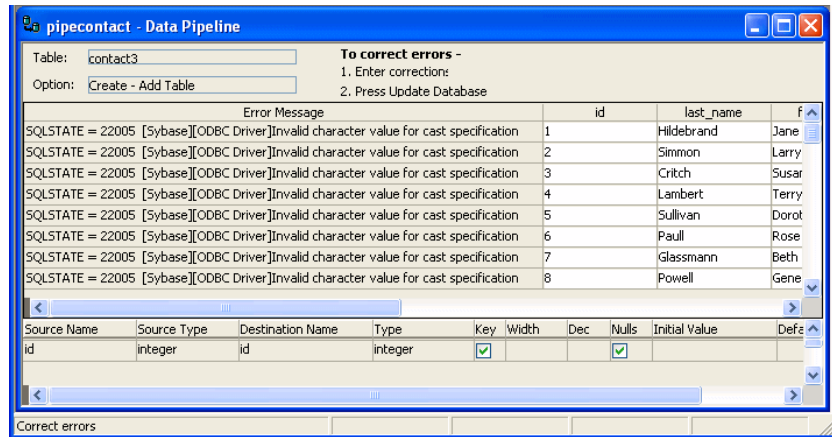 pipecontact - Data Pipeline
Table: contact3
Option: Create - Add Table
To correct errors -
1. Enter corrections
2. Press Update Database
Error Message id last_name f
SQLSTATE = 22005 [Sybase][ODBC Driver]Invalid character value for cast specification 1 Hildebrand Jane
SQLSTATE = 22005 [Sybase][ODBC Driver]Invalid character value for cast specification 2 Simmon Larry
SQLSTATE = 22005 [Sybase][ODBC Driver]Invalid character value for cast specification 3 Critch Susar
SQLSTATE = 22005 [Sybase][ODBC Driver]Invalid character value for cast specification 4 Lambert Terry
SQLSTATE = 22005 [Sybase][ODBC Driver]Invalid character value for cast specification 5 Sullivan Dorot
SQLSTATE = 22005 [Sybase][ODBC Driver]Invalid character value for cast specification 6 Paull Rose
SQLSTATE = 22005 [Sybase][ODBC Driver]Invalid character value for cast specification 7 Glassmann Beth
SQLSTATE = 22005 [Sybase][ODBC Driver]Invalid character value for cast specification 8 Powell Gene
Source Name Source Type Destination Name Type Key Width Dec Nulls Initial Value Defa
id integer id integer
Correct errors